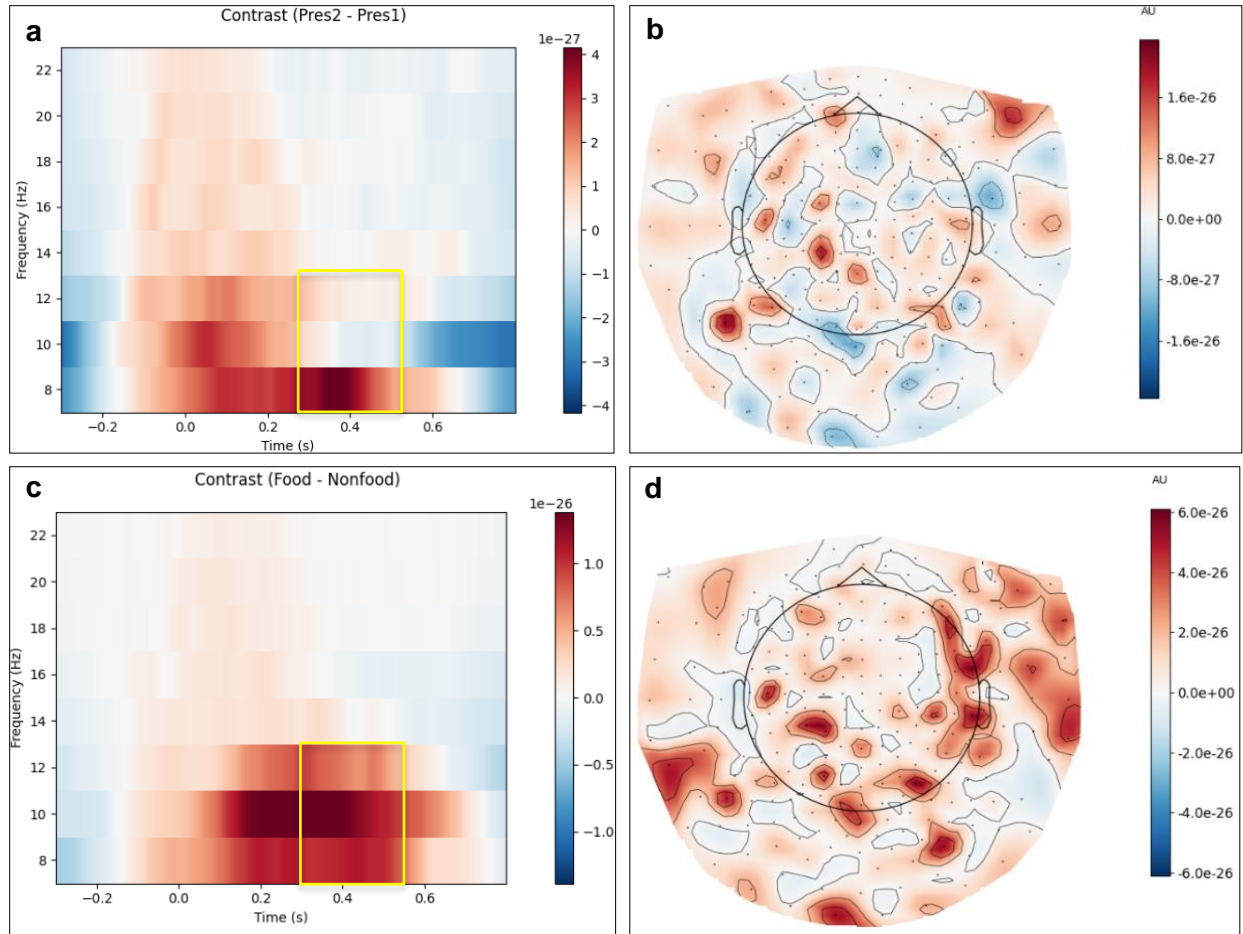 a
Contrast (Pres2 - Pres1)
1e−27
Frequency (Hz)
22
20
18
16
14
12
10
8
−0.2
0.0
0.2
0.4
0.6
Time (s)
4
3
2
1
0
−1
−2
−3
−4
b
AU
1.6e-26
8.0e-27
0.0e+00
-8.0e-27
-1.6e-26
c
Contrast (Food - Nonfood)
1e−26
Frequency (Hz)
22
20
18
16
14
12
10
8
−0.2
0.0
0.2
0.4
0.6
Time (s)
1.0
0.5
0.0
−0.5
−1.0
d
AU
6.0e-26
4.0e-26
2.0e-26
0.0e+00
-2.0e-26
-4.0e-26
-6.0e-26